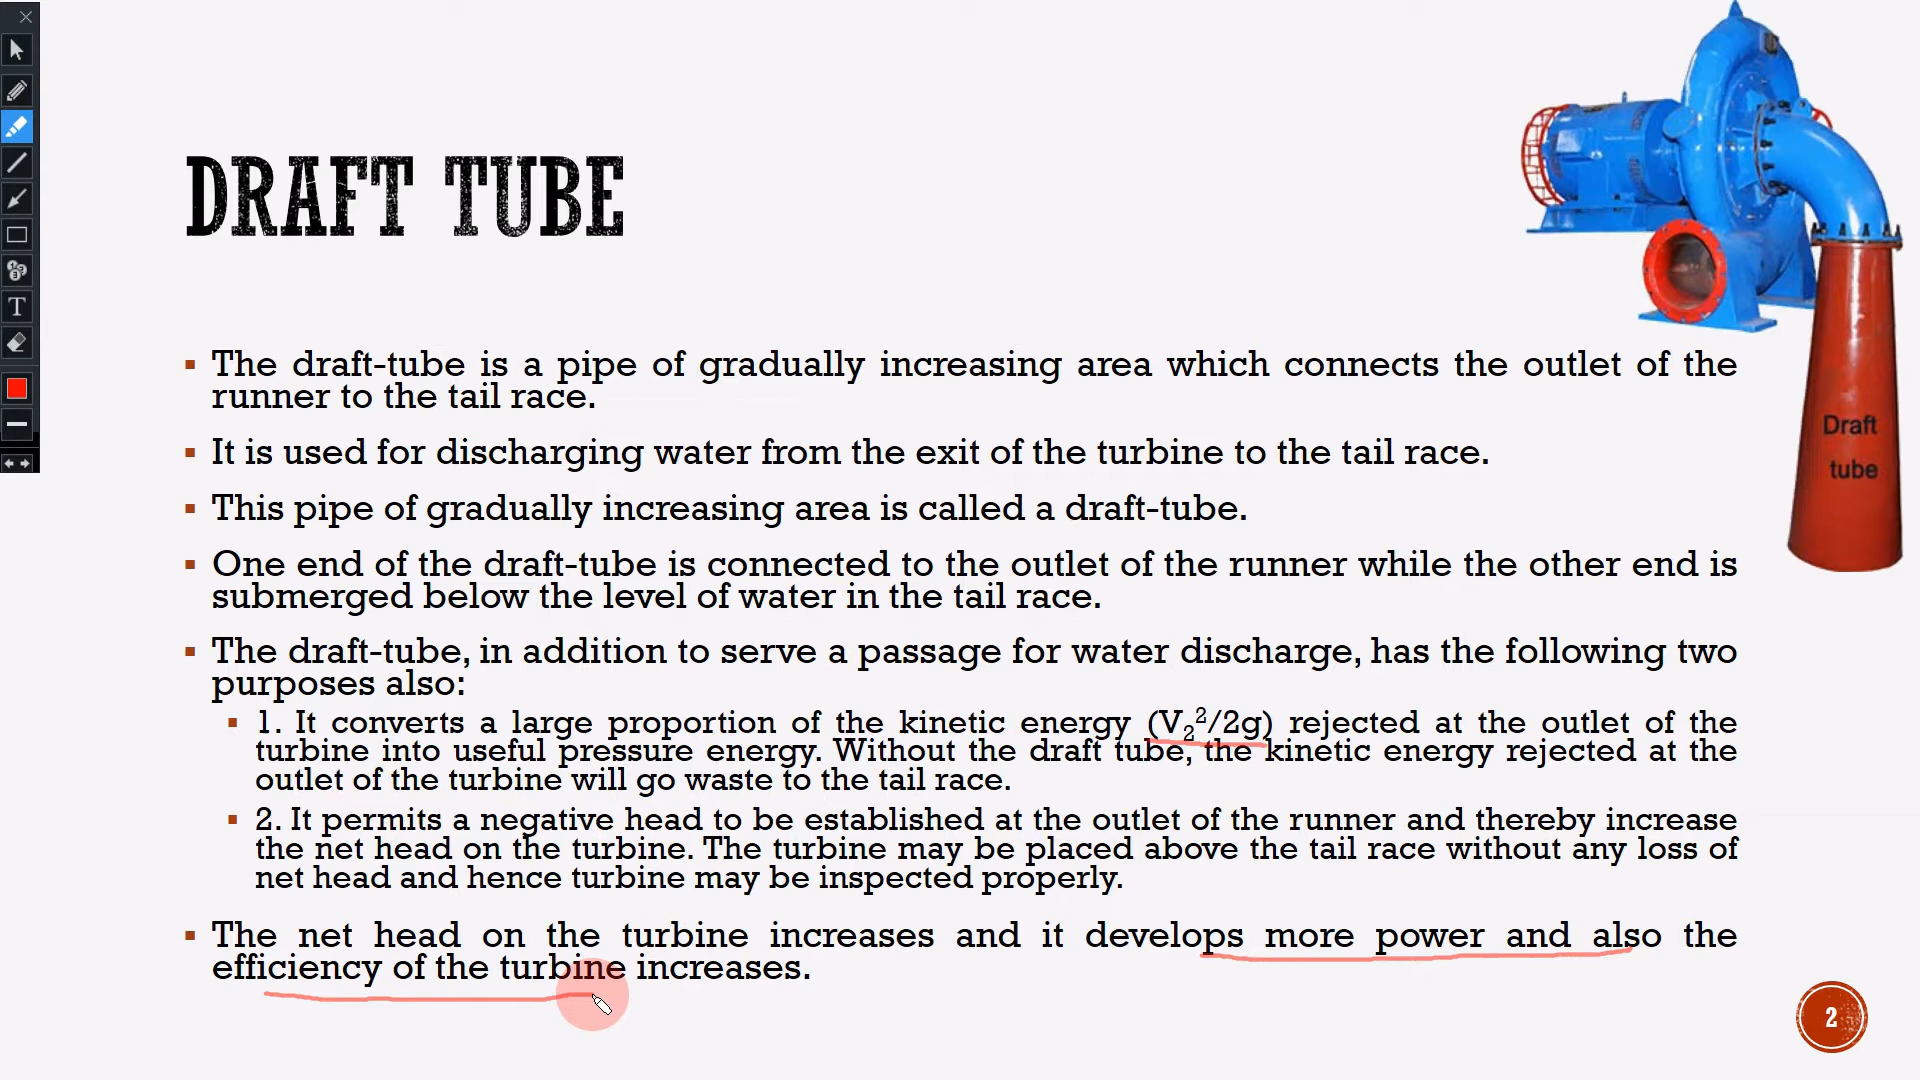 DRAFT TUBE
Draft
tube
▪ The draft-tube is a pipe of gradually increasing area which connects the outlet of the
runner to the tail race.
▪ It is used for discharging water from the exit of the turbine to the tail race.
▪ This pipe of gradually increasing area is called a draft-tube.
▪ One end of the draft-tube is connected to the outlet of the runner while the other end is
submerged below the level of water in the tail race.
▪ The draft-tube, in addition to serve a passage for water discharge, has the following two
purposes also:
▪ 1. It converts a large proportion of the kinetic energy (V₂²/2g) rejected at the outlet of the
turbine into useful pressure energy. Without the draft tube, the kinetic energy rejected at the
outlet of the turbine will go waste to the tail race.
▪ 2. It permits a negative head to be established at the outlet of the runner and thereby increase
the net head on the turbine. The turbine may be placed above the tail race without any loss of
net head and hence turbine may be inspected properly.
▪ The net head on the turbine increases and it develops more power and also the
efficiency of the turbine increases.
2